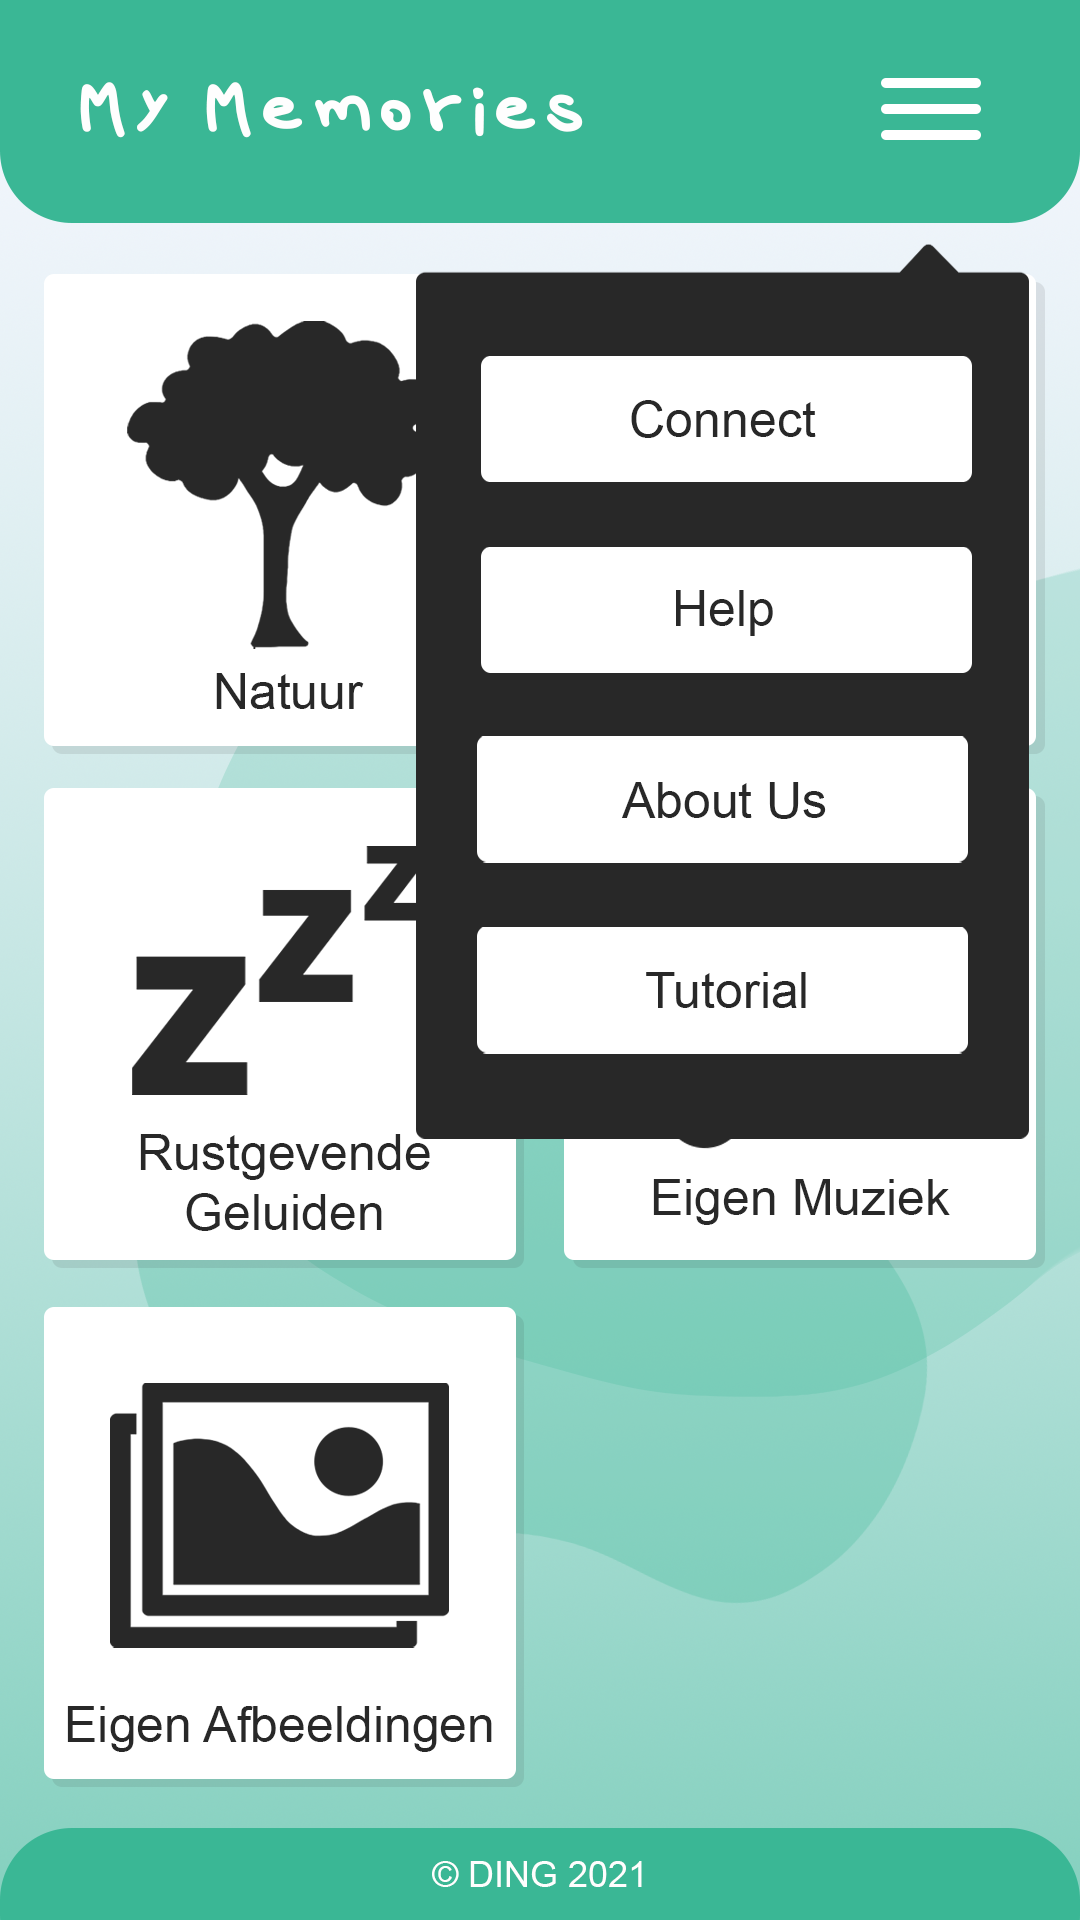 My Memories
Connect
Help
About Us
Tutorial
Natuur
Rustgevende
Geluiden
Eigen Muziek
Eigen Afbeeldingen
© DING 2021